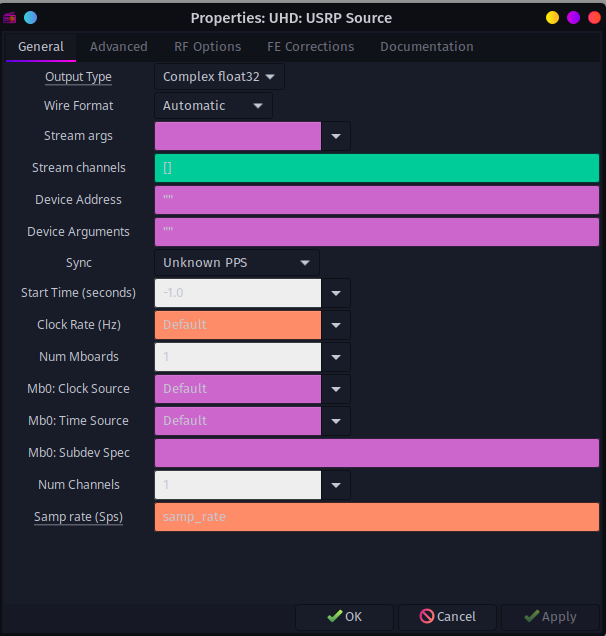 Properties: UHD: USRP Source
General Advanced RF Options FE Corrections Documentation
Output Type Complex float32
Wire Format Automatic
Stream args
Stream channels []
Device Address ""
Device Arguments ""
Sync Unknown PPS
Start Time (seconds) -1.0
Clock Rate (Hz) Default
Num Mboards 1
Mb0: Clock Source Default
Mb0: Time Source Default
Mb0: Subdev Spec
Num Channels 1
Samp rate (Sps) samp_rate
OK Cancel Apply